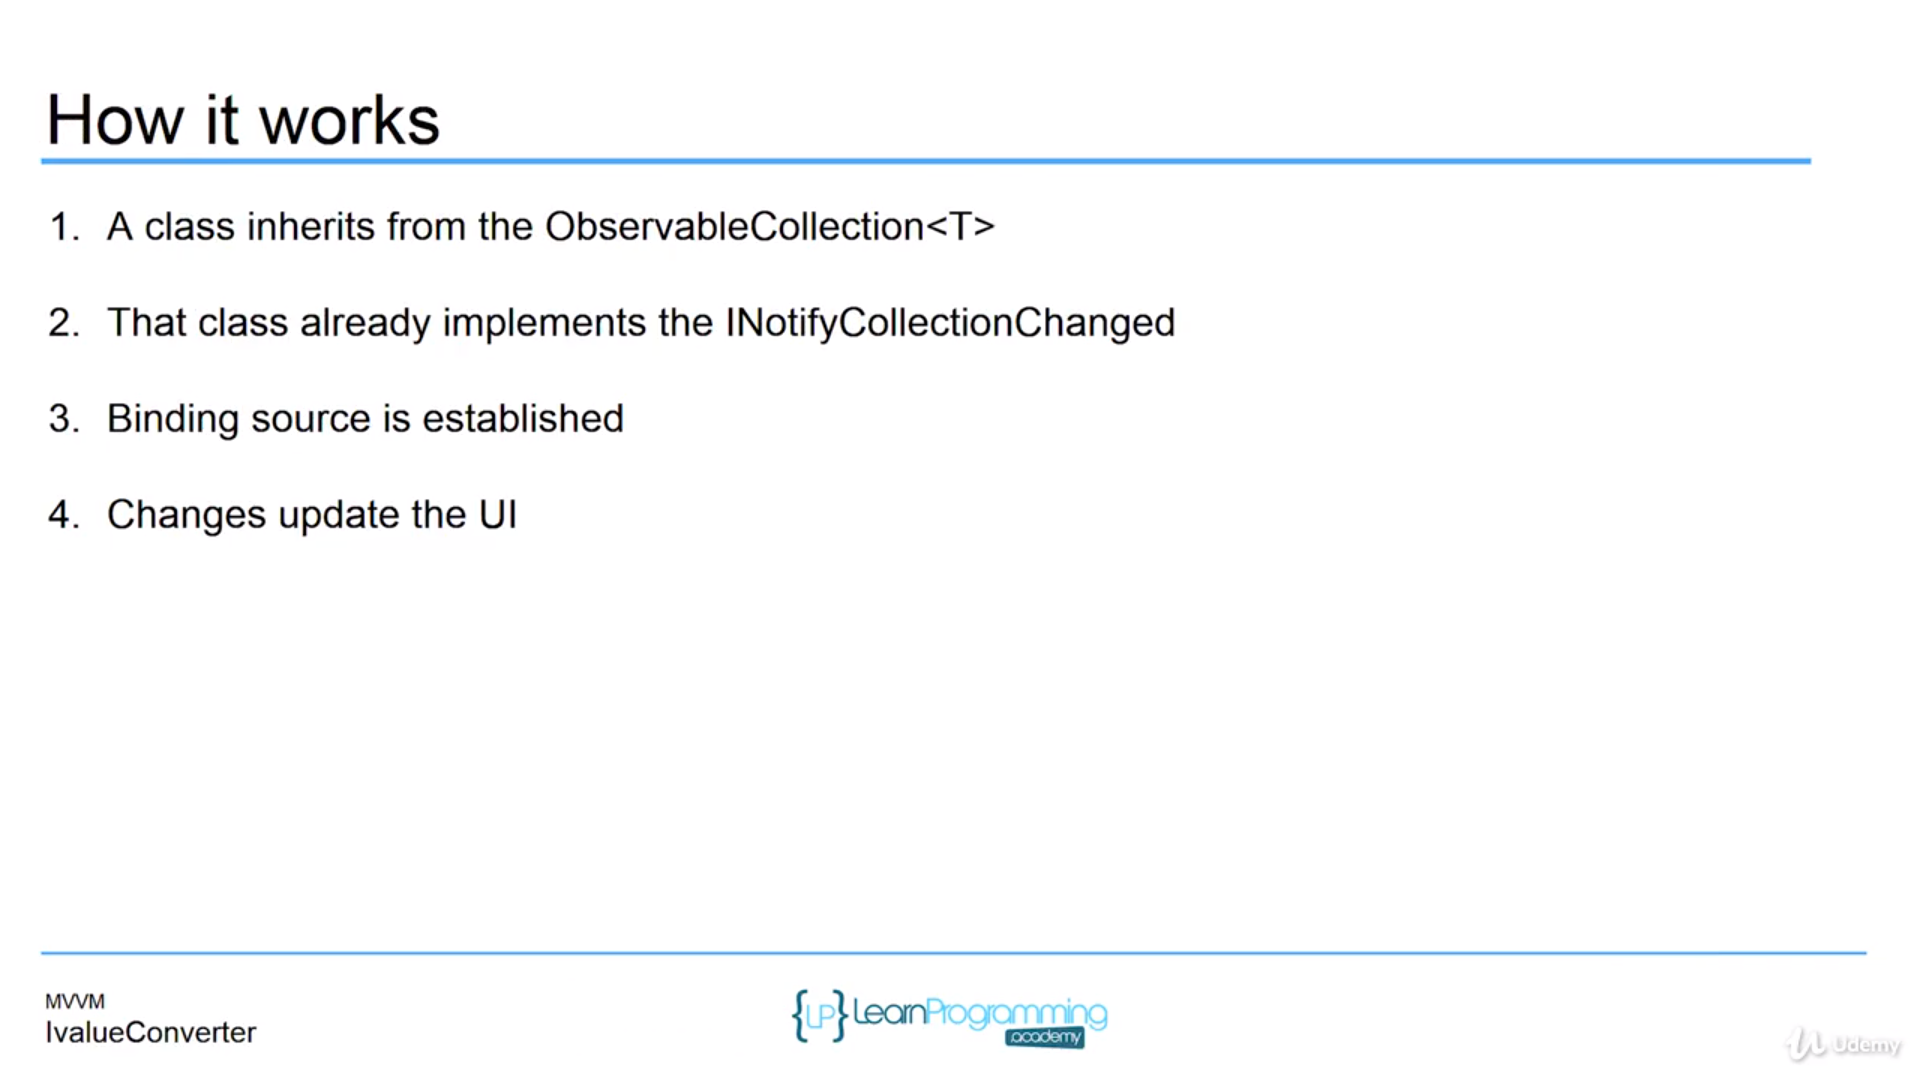 How it works
1. A class inherits from the ObservableCollection<T>
2. That class already implements the INotifyCollectionChanged
3. Binding source is established
4. Changes update the UI
MVVM
IvalueConverter
{LP} LearnProgramming
academy
Udemy